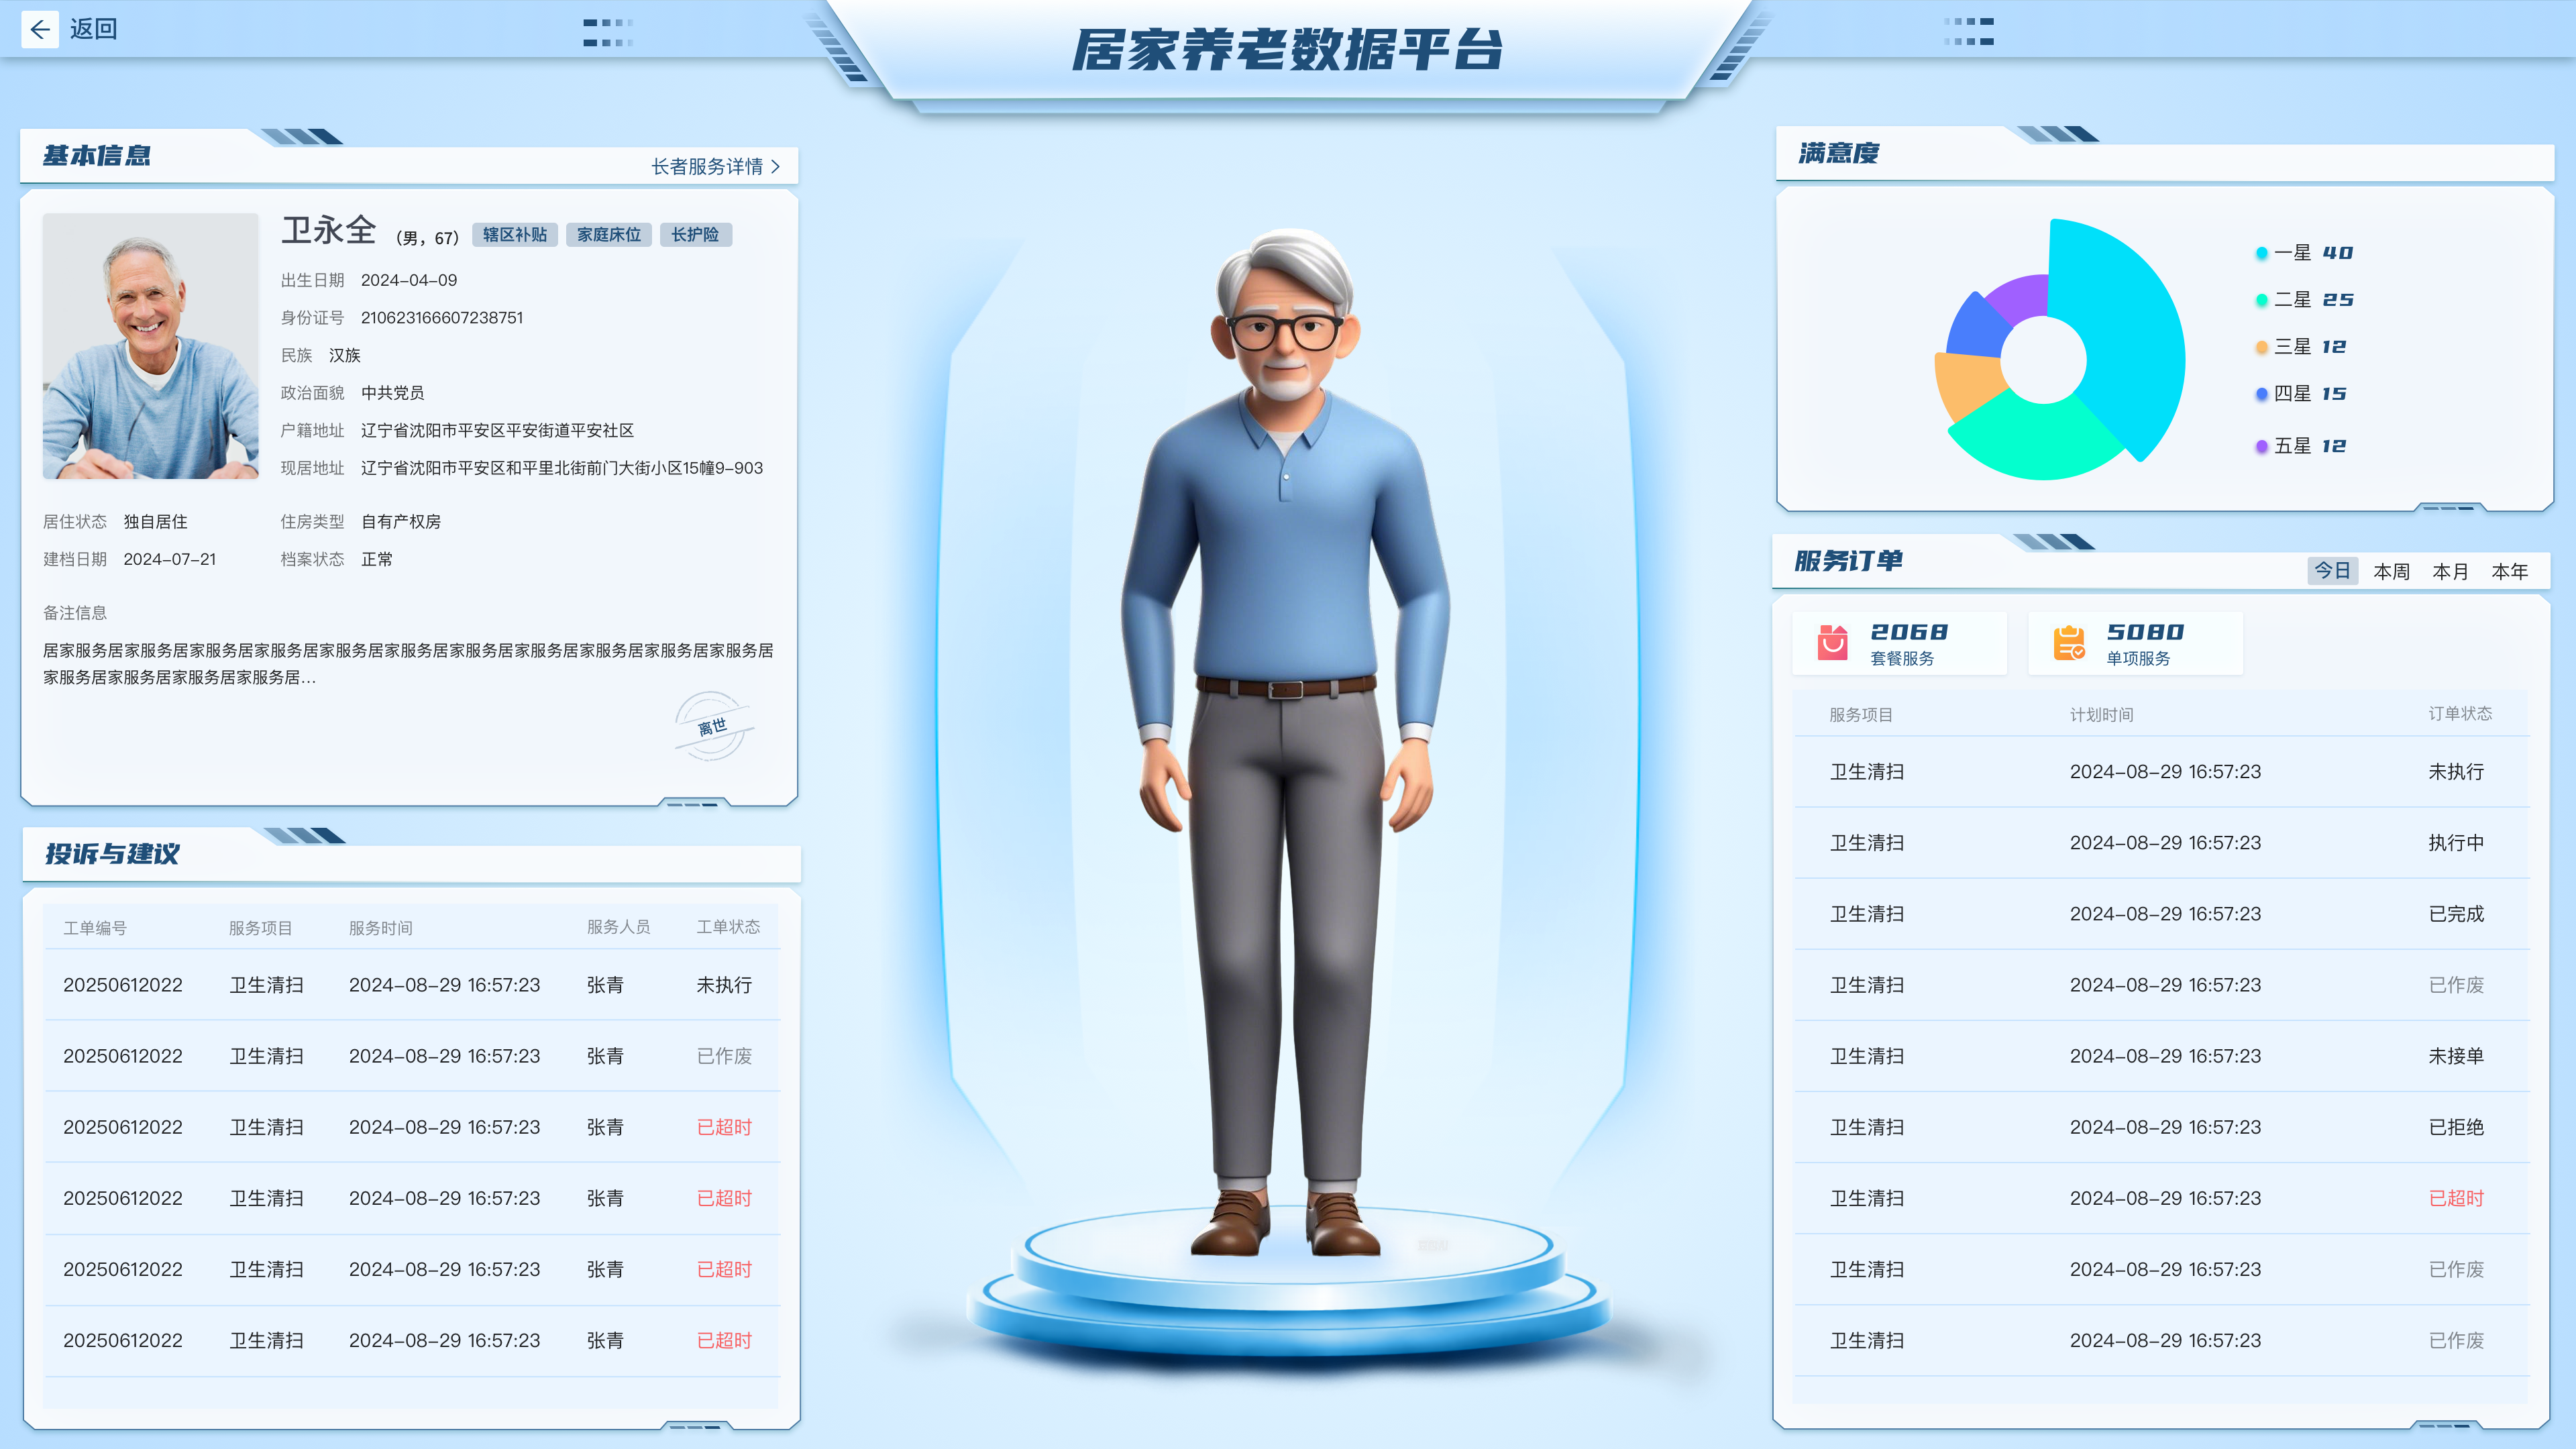 返回
居家养老数据平台
基本信息
长者服务详情 >
卫永全 (男，67) 辖区补贴 家庭床位 长护险
出生日期 2024-04-09
身份证号 210623166607238751
民族 汉族
政治面貌 中共党员
户籍地址 辽宁省沈阳市平安区平安街道平安社区
现居地址 辽宁省沈阳市平安区和平里北街前门大街小区15幢9-903
居住状态 独自居住 住房类型 自有产权房
建档日期 2024-07-21 档案状态 正常
备注信息
居家服务居家服务居家服务居家服务居家服务居家服务居家服务居家服务居家服务居家服务居家服务居
家服务居家服务居家服务居家服务居...
离世
投诉与建议
工单编号 服务项目 服务时间 服务人员 工单状态
20250612022 卫生清扫 2024-08-29 16:57:23 张青 未执行
20250612022 卫生清扫 2024-08-29 16:57:23 张青 已作废
20250612022 卫生清扫 2024-08-29 16:57:23 张青 已超时
20250612022 卫生清扫 2024-08-29 16:57:23 张青 已超时
20250612022 卫生清扫 2024-08-29 16:57:23 张青 已超时
20250612022 卫生清扫 2024-08-29 16:57:23 张青 已超时
满意度
一星 40
二星 25
三星 12
四星 15
五星 12
服务订单
今日 本周 本月 本年
2068
套餐服务
5080
单项服务
服务项目 计划时间 订单状态
卫生清扫 2024-08-29 16:57:23 未执行
卫生清扫 2024-08-29 16:57:23 执行中
卫生清扫 2024-08-29 16:57:23 已完成
卫生清扫 2024-08-29 16:57:23 已作废
卫生清扫 2024-08-29 16:57:23 未接单
卫生清扫 2024-08-29 16:57:23 已拒绝
卫生清扫 2024-08-29 16:57:23 已超时
卫生清扫 2024-08-29 16:57:23 已作废
卫生清扫 2024-08-29 16:57:23 已作废